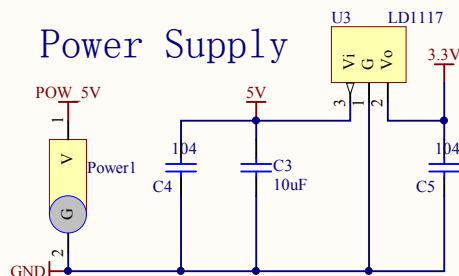 Power Supply
U3
LD1117
Vi
G
Vo
3
1
2
3.3V
POW_5V
5V
1
V
Power1
G
2
GND
104
C4
C3
10uF
104
C5